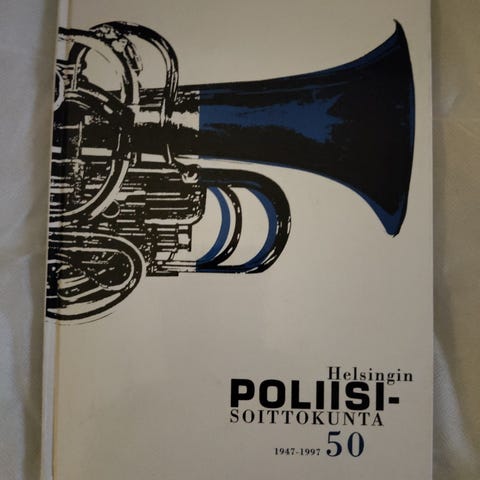 Helsingin
POLIISI-
SOITTOKUNTA
1947-1997 50